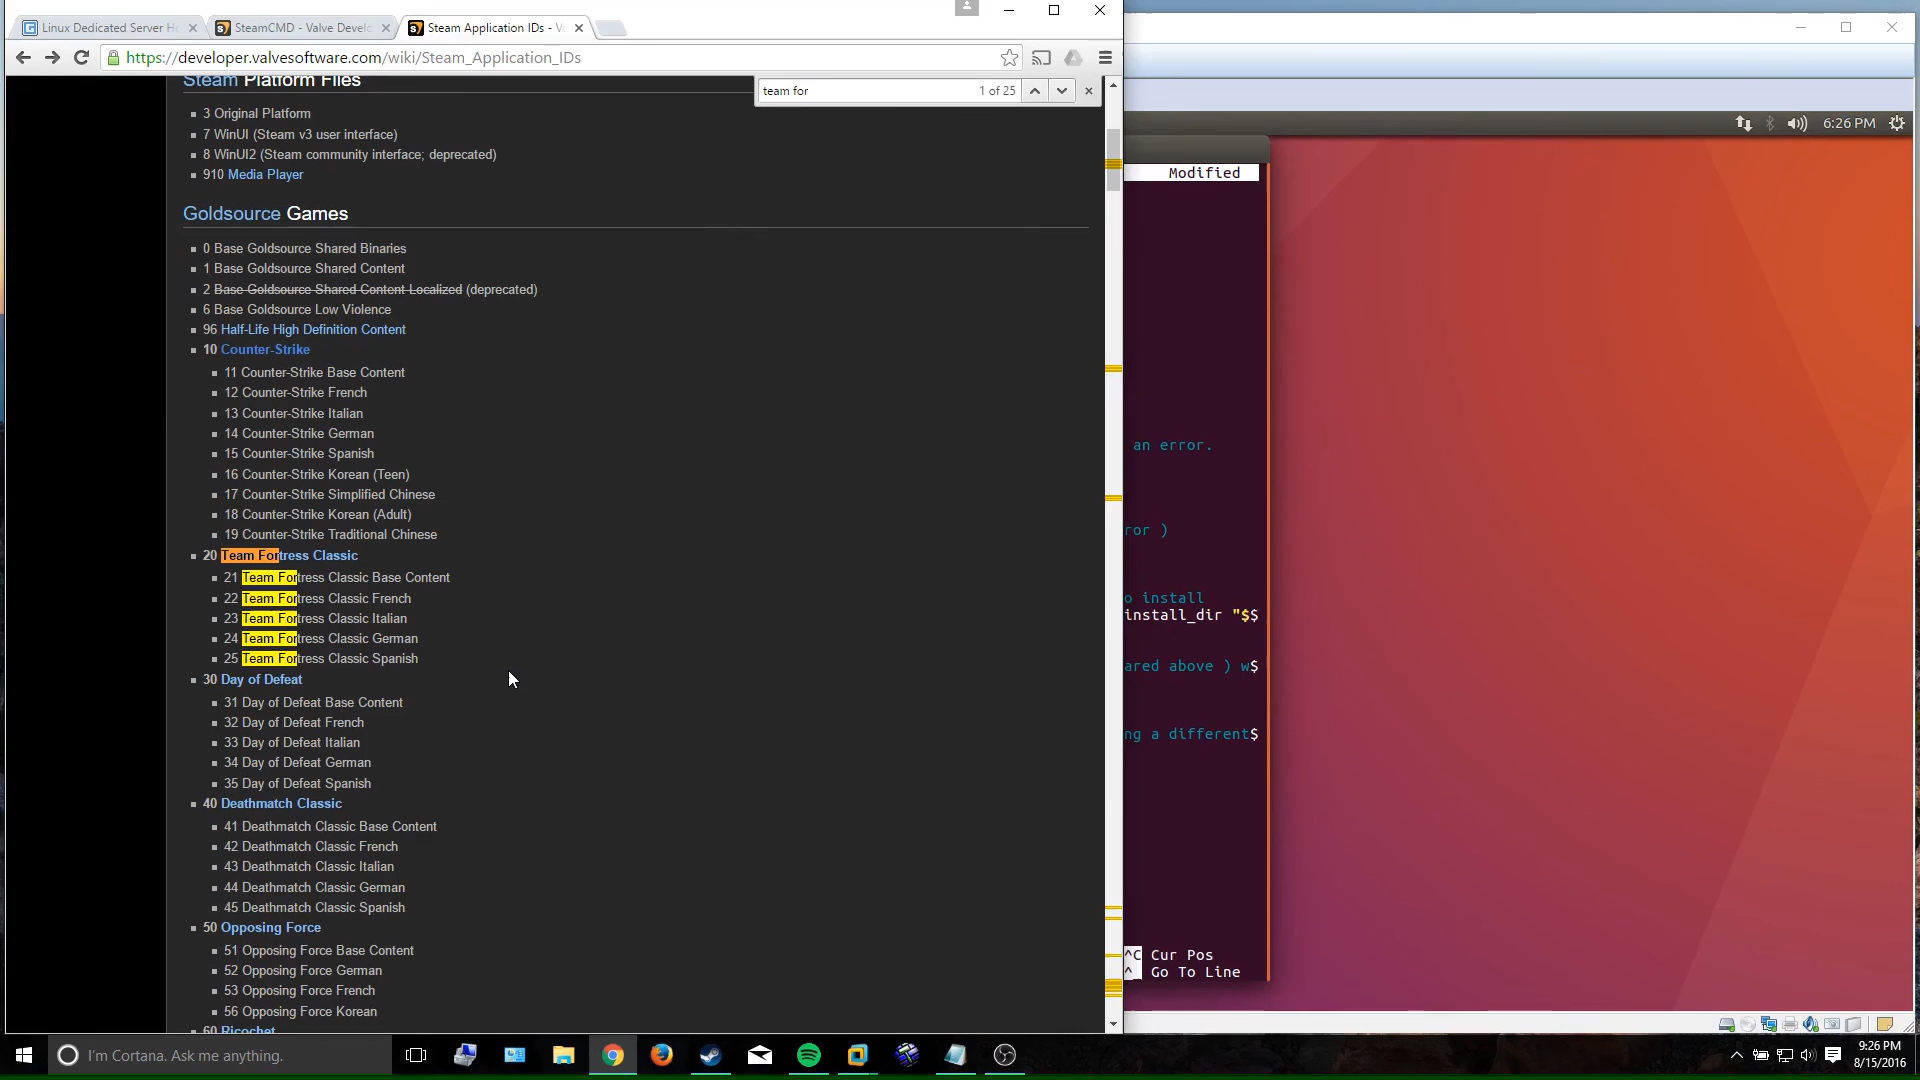 Linux Dedicated Server H
SteamCMD - Valve Develo
Steam Application IDs - V
https://developer.valvesoftware.com/wiki/Steam_Application_IDs
team for 1 of 25
Steam Platform Files
3 Original Platform
7 WinUI (Steam v3 user interface)
8 WinUI2 (Steam community interface; deprecated)
910 Media Player
Goldsource Games
0 Base Goldsource Shared Binaries
1 Base Goldsource Shared Content
2 Base Goldsource Shared Content Localized (deprecated)
6 Base Goldsource Low Violence
96 Half-Life High Definition Content
10 Counter-Strike
11 Counter-Strike Base Content
12 Counter-Strike French
13 Counter-Strike Italian
14 Counter-Strike German
15 Counter-Strike Spanish
16 Counter-Strike Korean (Teen)
17 Counter-Strike Simplified Chinese
18 Counter-Strike Korean (Adult)
19 Counter-Strike Traditional Chinese
20 Team Fortress Classic
21 Team Fortress Classic Base Content
22 Team Fortress Classic French
23 Team Fortress Classic Italian
24 Team Fortress Classic German
25 Team Fortress Classic Spanish
30 Day of Defeat
31 Day of Defeat Base Content
32 Day of Defeat French
33 Day of Defeat Italian
34 Day of Defeat German
35 Day of Defeat Spanish
40 Deathmatch Classic
41 Deathmatch Classic Base Content
42 Deathmatch Classic French
43 Deathmatch Classic Italian
44 Deathmatch Classic German
45 Deathmatch Classic Spanish
50 Opposing Force
51 Opposing Force Base Content
52 Opposing Force German
53 Opposing Force French
56 Opposing Force Korean
60 Ricochet
6:26 PM
Modified
an error.
ror )
o install
install_dir "$$
ared above ) w$
ng a different$
^C Cur Pos
^ Go To Line
I'm Cortana. Ask me anything.
9:26 PM
8/15/2016